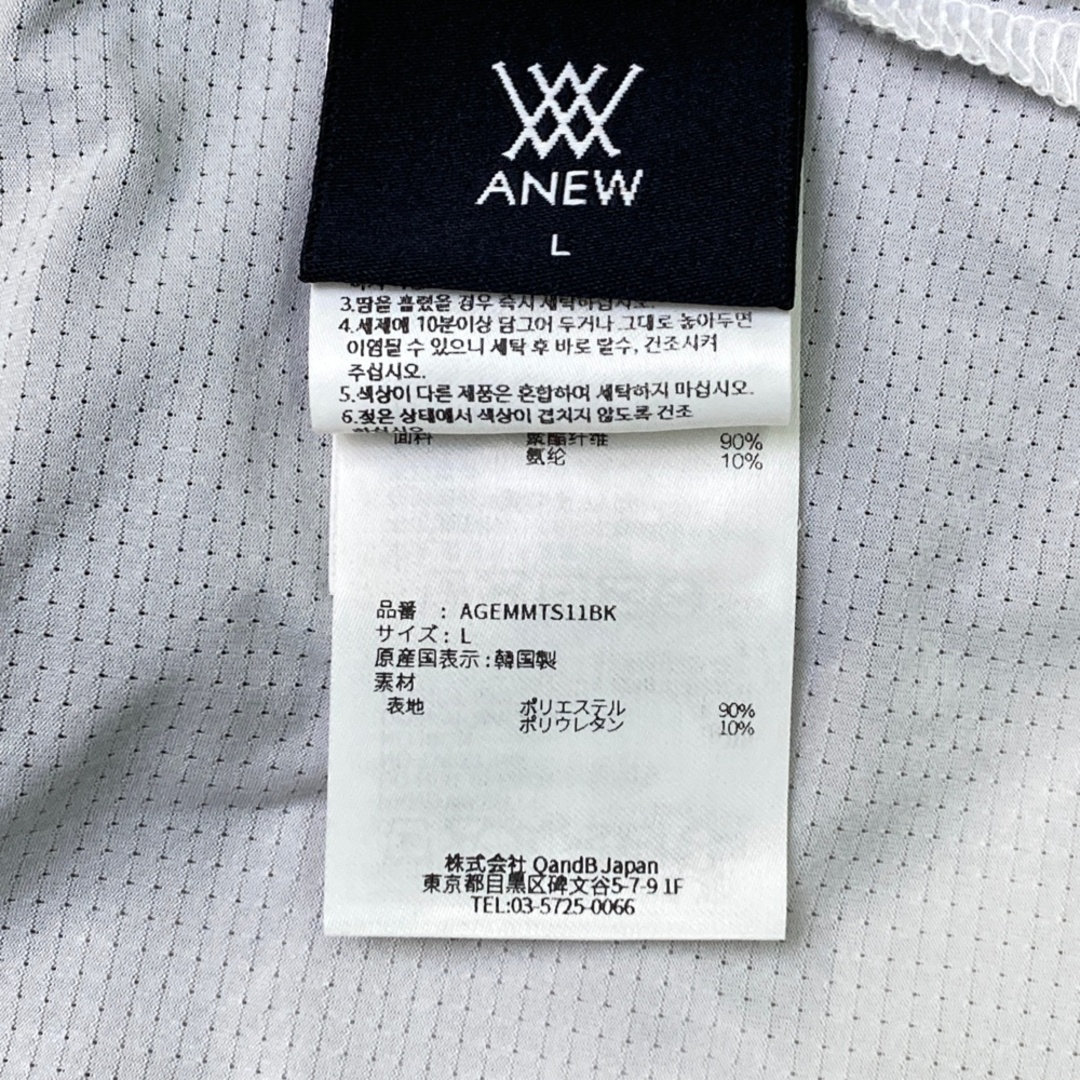 ANEW
L
3.땀을 흘렸을 경우 즉시 세탁하십시오.
4.세제에 10분이상 담그어 두거나 그대로 놓아두면
이염될 수 있으니 세탁 후 바로 탈수, 건조시켜
주십시오.
5.색상이 다른 제품은 혼합하여 세탁하지 마십시오.
6.젖은 상태에서 색상이 겹치지 않도록 건조
面料 聚酯纤维 90%
氨纶 10%
品番 : AGEMMTS11BK
サイズ : L
原産国表示 : 韓国製
素材
表地 ポリエステル 90%
ポリウレタン 10%
株式会社 QandB Japan
東京都目黒区碑文谷5-7-9 1F
TEL:03-5725-0066